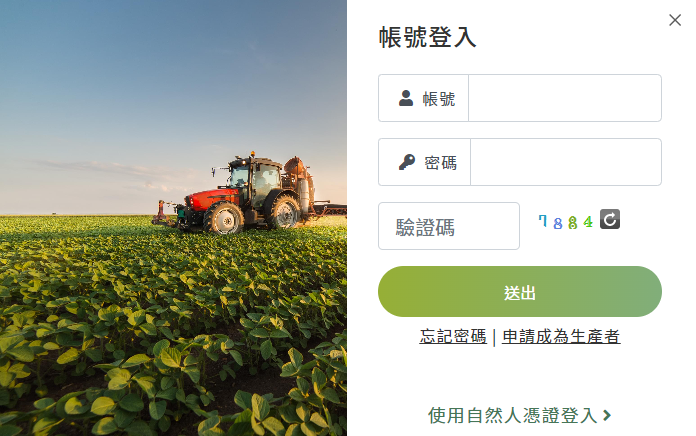 帳號登入
帳號
密碼
驗證碼 7884
送出
忘記密碼 | 申請成為生產者
使用自然人憑證登入